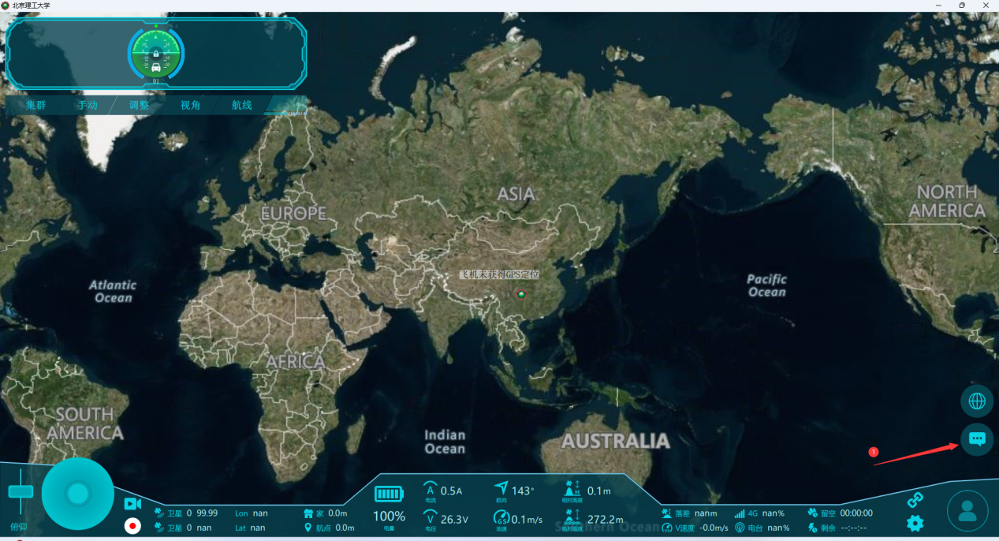 北京理工大学
01
集群 手动 调整 视角 航线
ASIA
NORTH
AMERICA
EUROPE
飞机未获得GPS定位
Atlantic
Ocean
Pacific
Ocean
AFRICA
SOUTH
AMERICA
Indian
Ocean
AUSTRALIA
1
俯仰
卫星 0 99.99 Lon nan 家 0.0m
卫星 0 nan Lat nan 航点 0.0m
100%
电量
A 0.5A
电流
V 26.3V
电压
143°
航向
GS 0.1m/s
地速
H 0.1m
相对高度
272.2m
绝对高度
Southern Ocean
落差 nanm 4G nan% 留空 00:00:00
V速度 -0.0m/s 电台 nan% 剩余 --:--:--